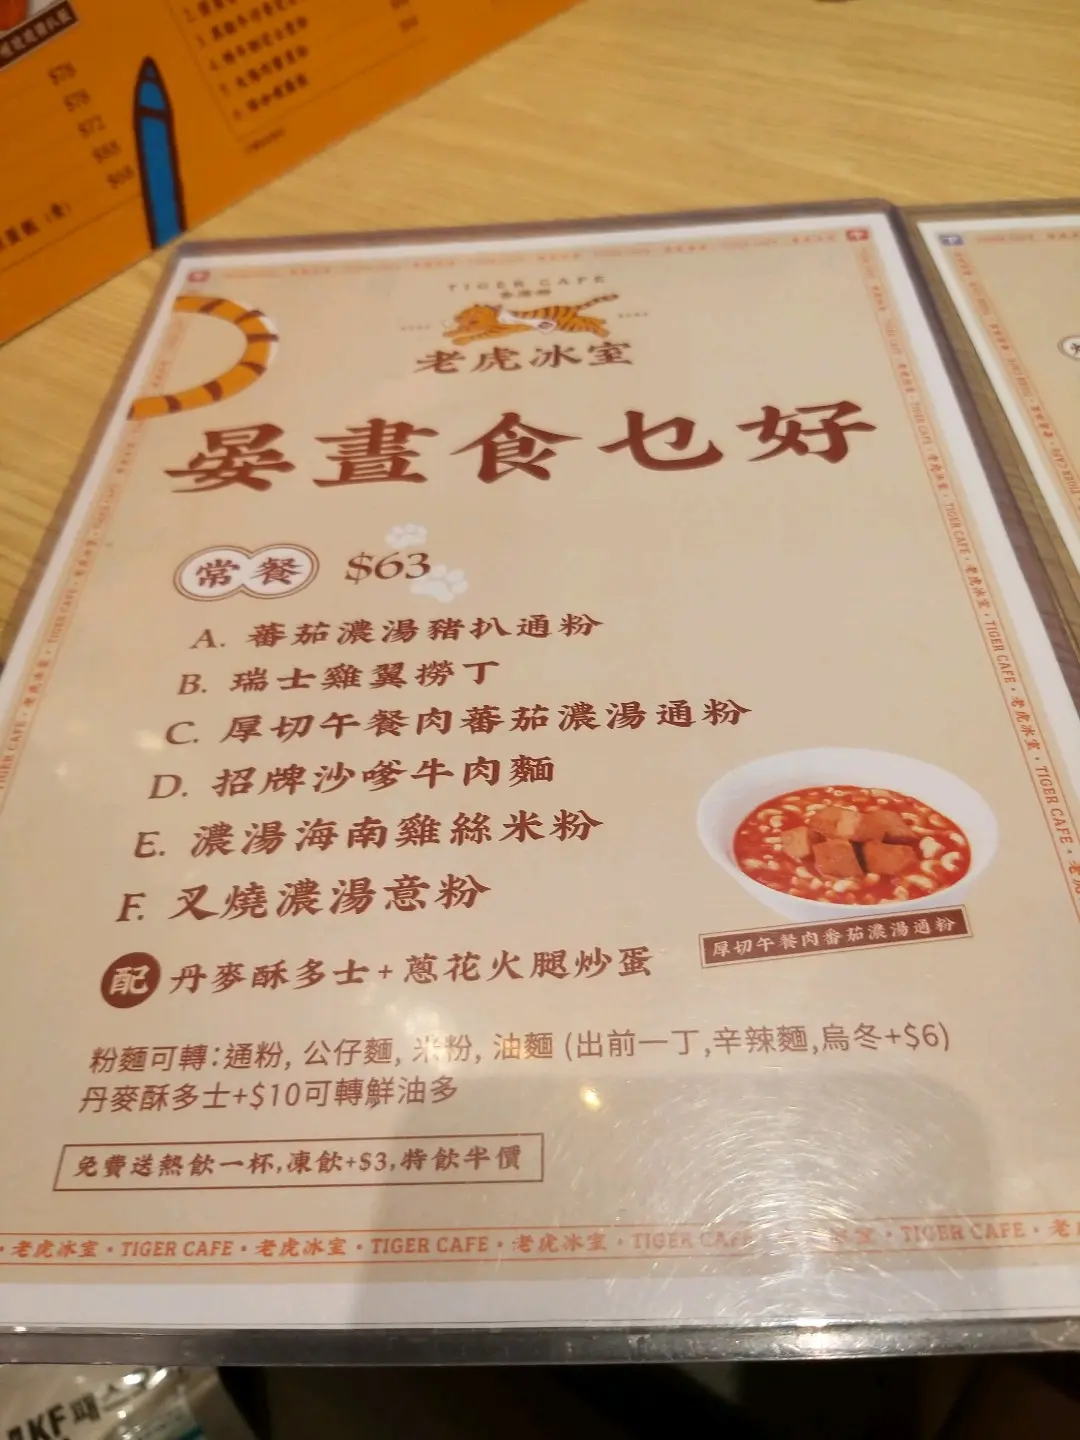 $78
$78
$72
$88
$68
TIGER CAFE
老虎冰室
晏晝食乜好
常餐 $63
A. 蕃茄濃湯豬扒通粉
B. 瑞士雞翼撈丁
C. 厚切午餐肉蕃茄濃湯通粉
D. 招牌沙嗲牛肉麵
E. 濃湯海南雞絲米粉
F. 叉燒濃湯意粉
厚切午餐肉番茄濃湯通粉
配 丹麥酥多士+蔥花火腿炒蛋
粉麵可轉:通粉, 公仔麵, 米粉, 油麵 (出前一丁,辛辣麵,烏冬+$6)
丹麥酥多士+$10可轉鮮油多
免費送熱飲一杯,凍飲+$3,特飲半價
老虎冰室・TIGER CAFE・老虎冰室・TIGER CAFE・老虎冰室・TIGER CAFE・老虎冰室・TIGER CAFE